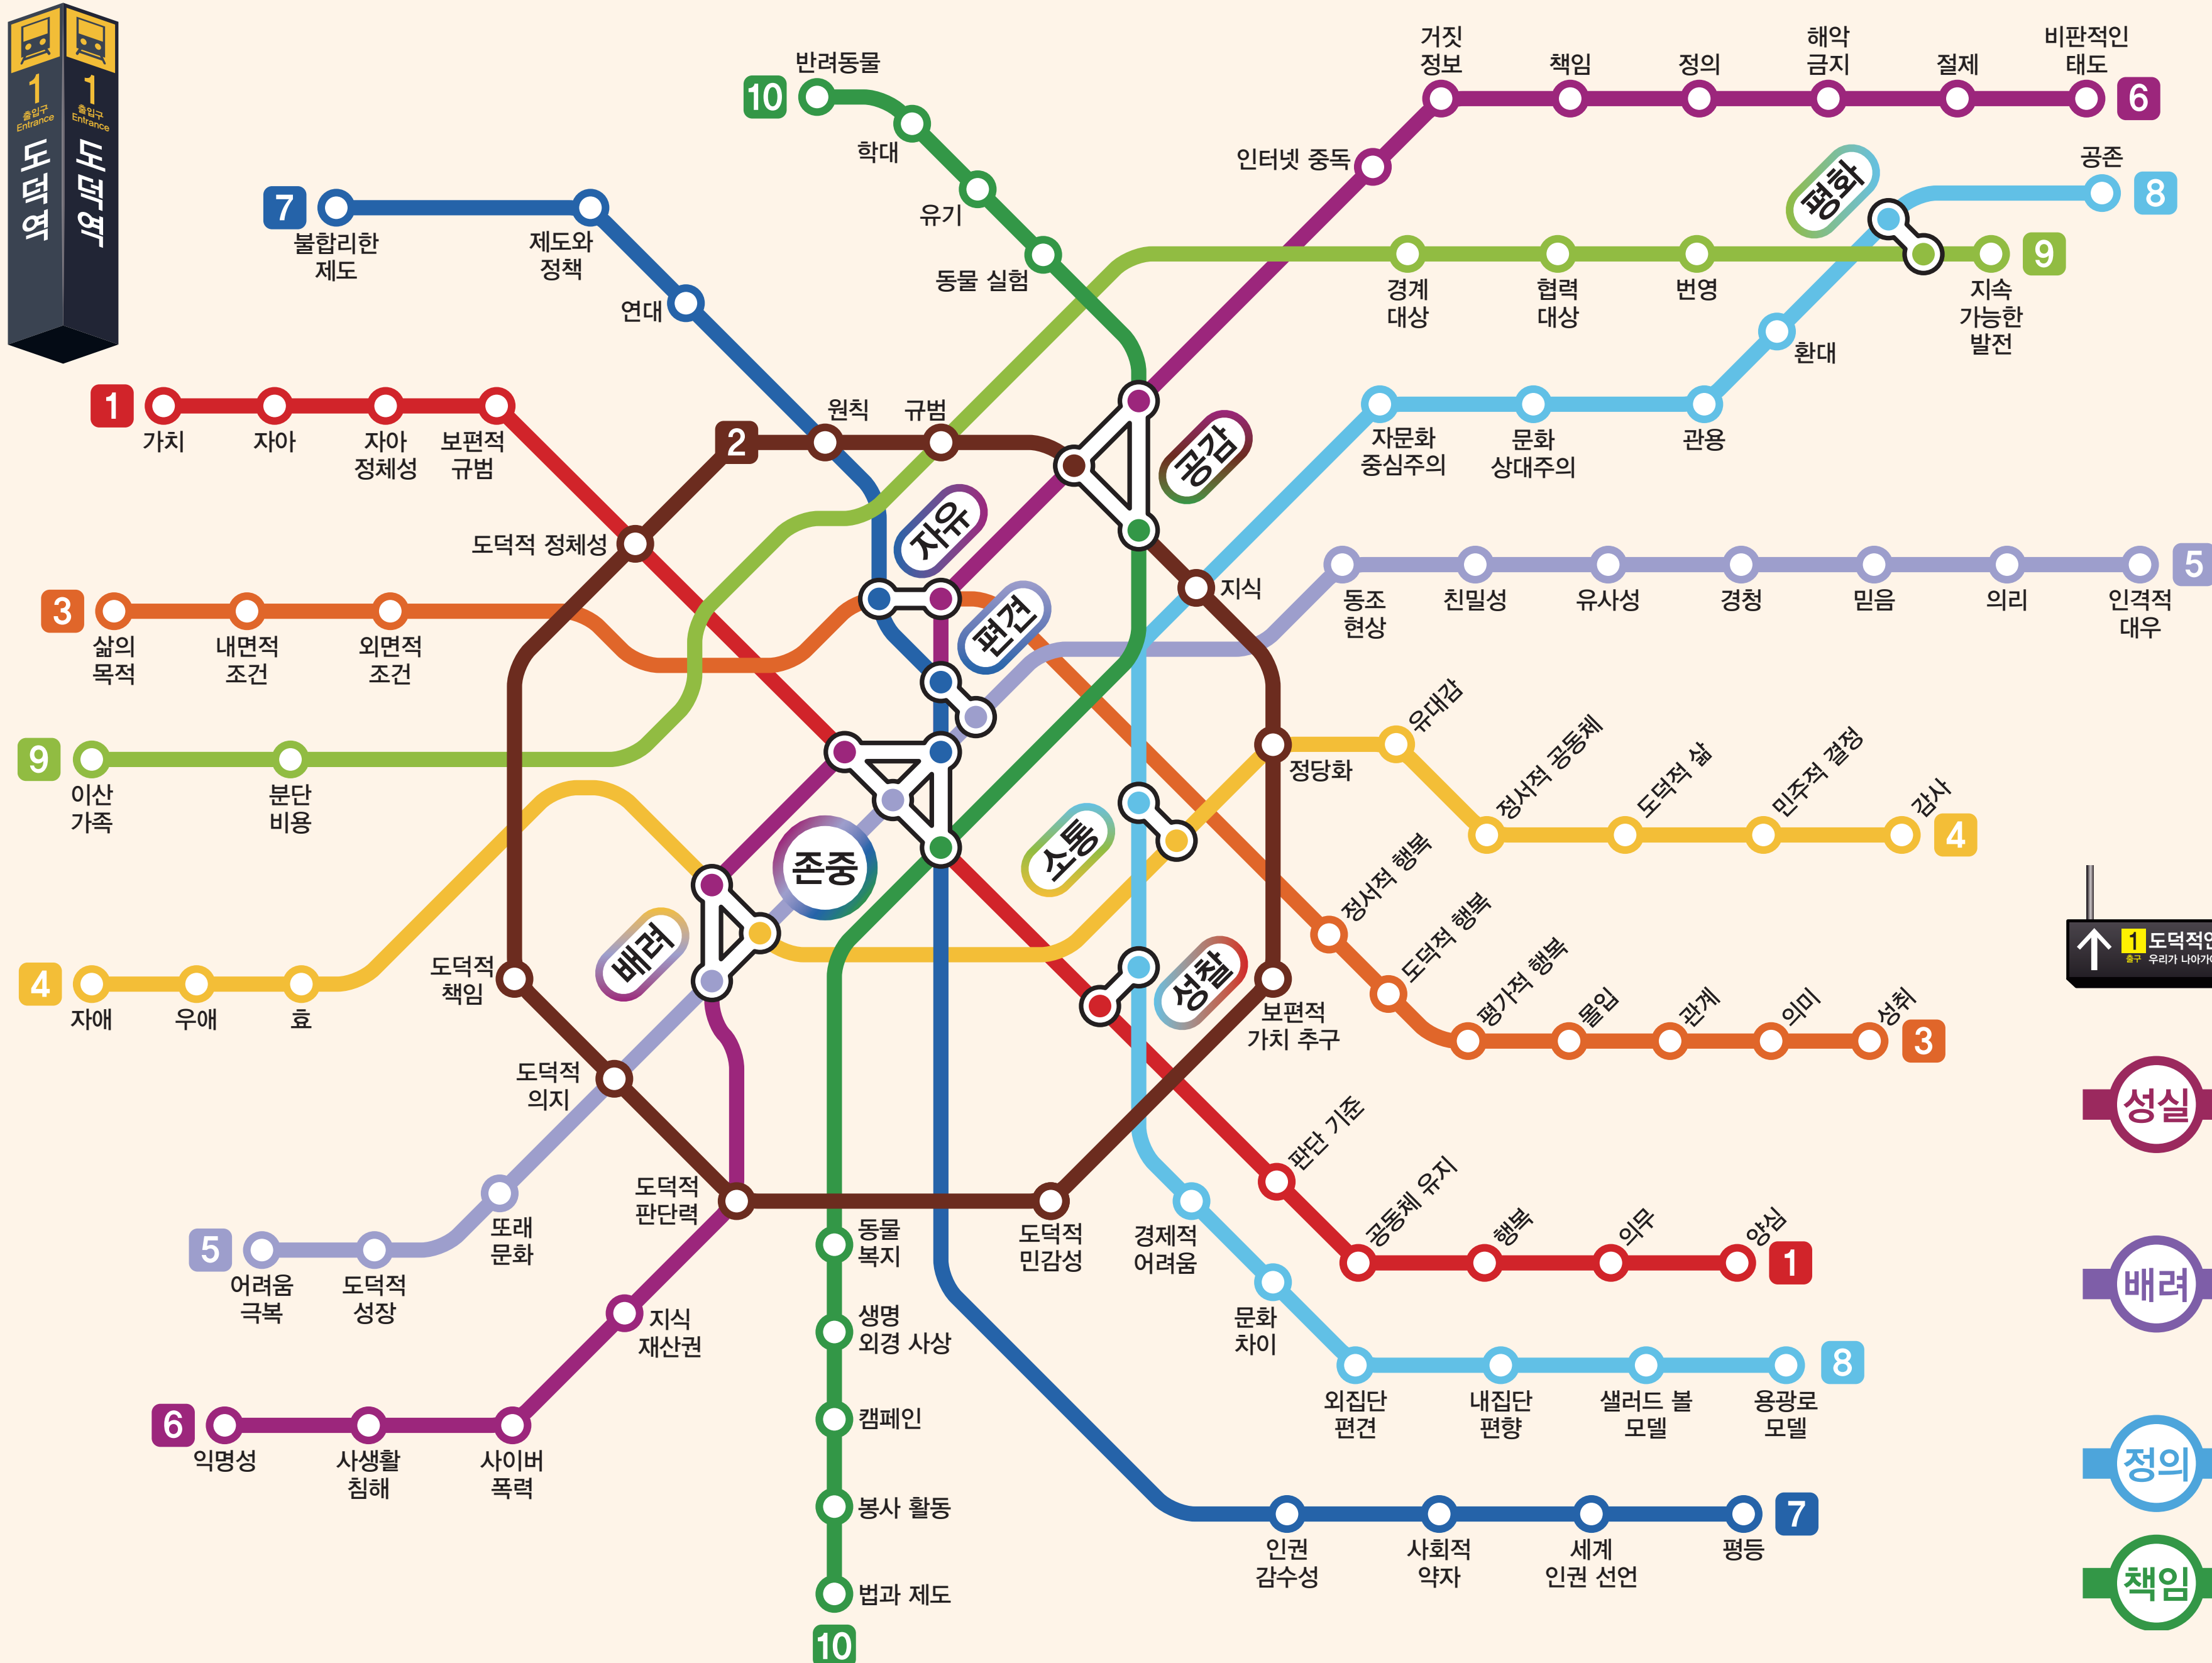 1
출입구
Entrance
도덕역
1
출입구
Entrance
도덕역
10
반려동물
학대
유기
동물 실험
거짓
정보
책임
정의
해악
금지
절제
비판적인
태도
6
인터넷 중독
평화
공존
8
7
불합리한
제도
제도와
정책
연대
경계
대상
협력
대상
번영
지속
가능한
발전
9
환대
1
가치
자아
자아
정체성
보편적
규범
2
원칙
규범
공감
자문화
중심주의
문화
상대주의
관용
도덕적 정체성
자유
지식
3
삶의
목적
내면적
조건
외면적
조건
편견
동조
현상
친밀성
유사성
경청
믿음
의리
인격적
대우
5
9
이산
가족
분단
비용
정당화
유대감
정서적 공동체
도덕적 삶
민주적 결정
감사
4
존중
소통
배려
성찰
4
자애
우애
효
도덕적
책임
보편적
가치 추구
정서적 행복
도덕적 행복
평가적 행복
몰입
관계
의미
성취
3
1
출구
도덕적인
우리가 나아가야
도덕적
의지
도덕적
판단력
도덕적
민감성
5
어려움
극복
도덕적
성장
또래
문화
판단 기준
공동체 유지
행복
의무
양심
1
경제적
어려움
문화
차이
외집단
편견
내집단
편향
샐러드 볼
모델
용광로
모델
8
6
익명성
사생활
침해
사이버
폭력
지식
재산권
동물
복지
생명
외경 사상
캠페인
봉사 활동
법과 제도
10
인권
감수성
사회적
약자
세계
인권 선언
평등
7
성실
배려
정의
책임